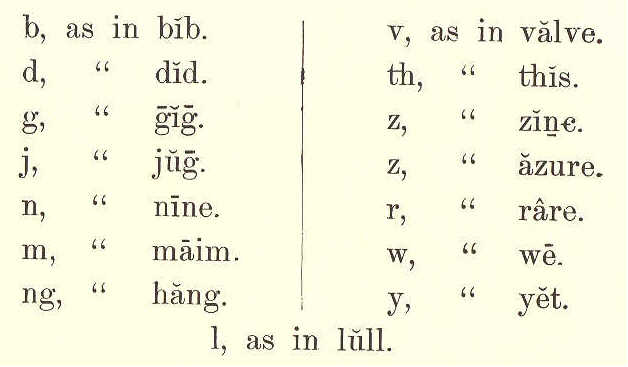 b, as in bĭb.
d, “ dĭd.
g, “ ḡĭḡ.
j, “ jŭḡ.
n, “ nīne.
m, “ māim.
ng, “ hăng.
v, as in vălve.
th, “ thĭs.
z, “ zĭṉe.
z, “ ăzure.
r, “ râre.
w, “ wē.
y, “ yĕt.
l, as in lŭll.